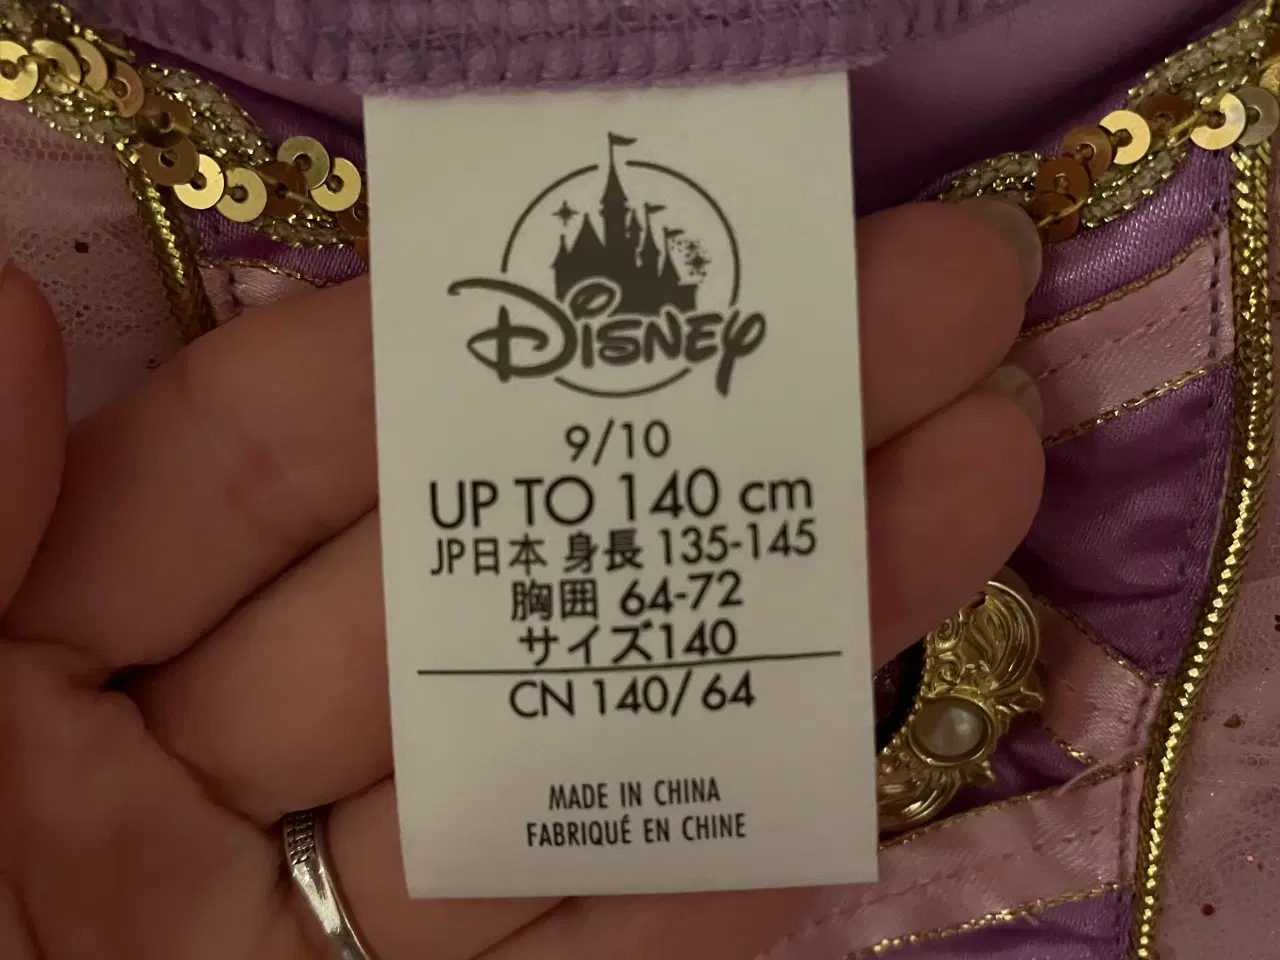 Disney
9/10
UP TO 140 cm
JP日本 身長 135-145
胸囲 64-72
サイズ140
CN 140/64
MADE IN CHINA
FABRIQUÉ EN CHINE